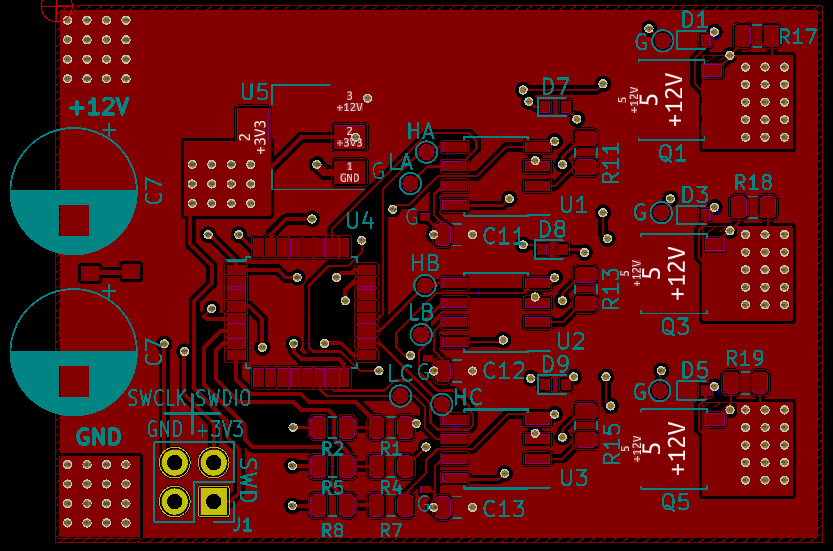 D1
G
R17
+12V
U5
3
+12V
2
+3V3
2
+3V3
1
GND
G
D7
HA
LA
R11
5
+12V
5
+12V
Q1
C7
U4
G
C11
U1
D8
D3
G
R18
HB
LB
R13
5
+12V
5
+12V
Q3
C7
U2
C12
G
D9
LC
HC
D5
G
R19
SWCLK
SWDIO
GND
+3V3
GND
SWD
J1
R2
R1
R5
R4
R8
R7
R15
5
+12V
5
+12V
Q5
U3
G
C13